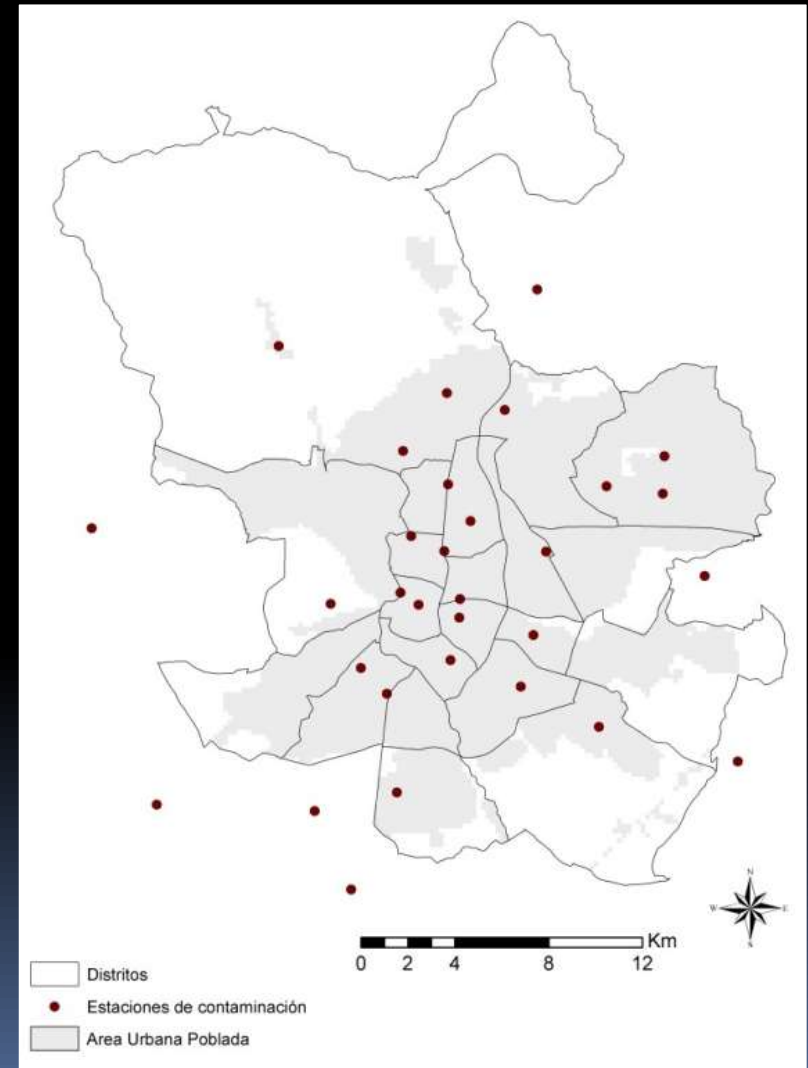 N
W
E
S
Km
0 2 4 8 12
Distritos
Estaciones de contaminación
Area Urbana Poblada